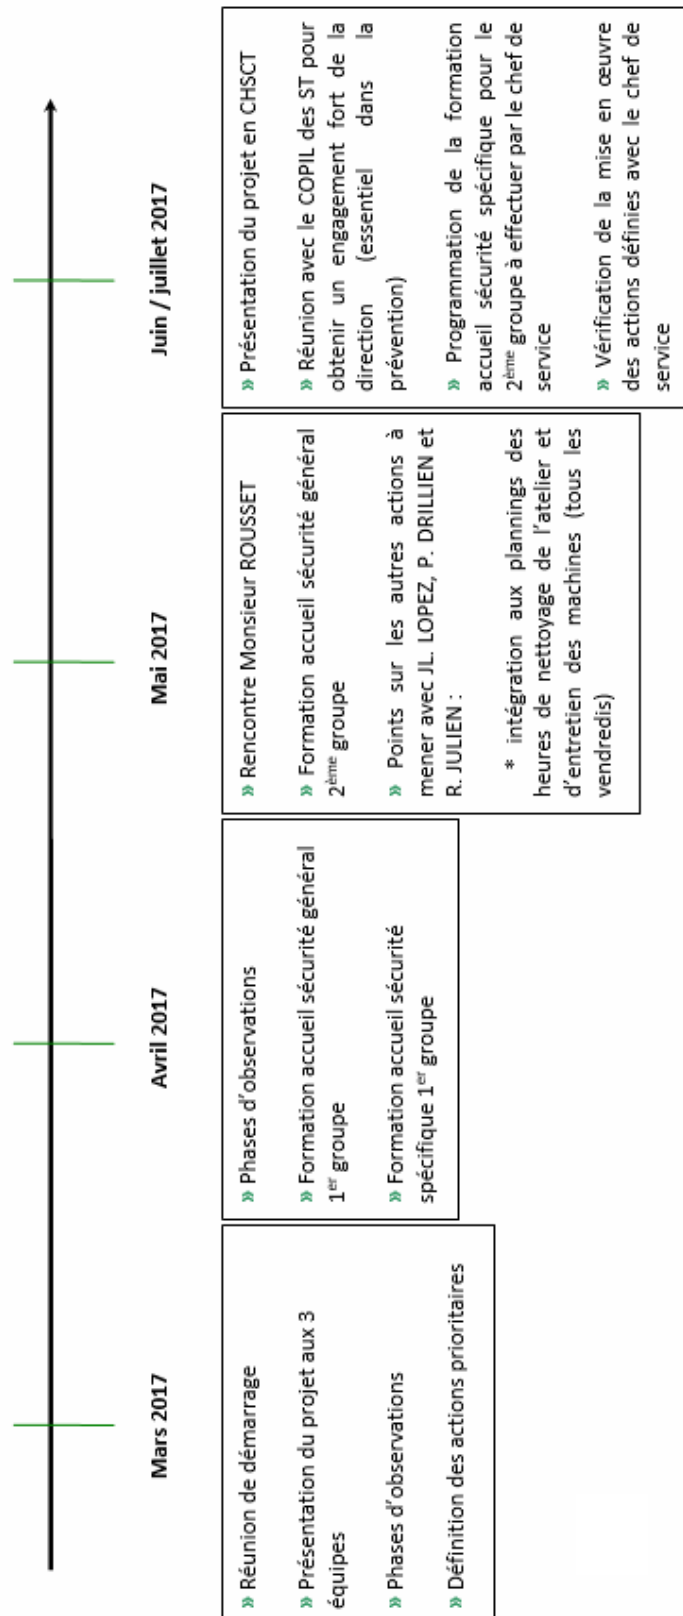 Mars 2017
» Réunion de démarrage
» Présentation du projet aux 3
équipes
» Phases d’observations
» Définition des actions prioritaires
Avril 2017
» Phases d’observations
» Formation accueil sécurité général
1er groupe
» Formation accueil sécurité
spécifique 1er groupe
Mai 2017
» Rencontre Monsieur ROUSSET
» Formation accueil sécurité général
2ème groupe
» Points sur les autres actions à
mener avec JL. LOPEZ, P. DRILLIEN et
R. JULIEN :
* intégration aux plannings des
heures de nettoyage de l’atelier et
d’entretien des machines (tous les
vendredis)
Juin / juillet 2017
» Présentation du projet en CHSCT
» Réunion avec le COPIL des ST pour
obtenir un engagement fort de la
direction (essentiel dans la
prévention)
» Programmation de la formation
accueil sécurité spécifique pour le
2ème groupe à effectuer par le chef de
service
» Vérification de la mise en œuvre
des actions définies avec le chef de
service